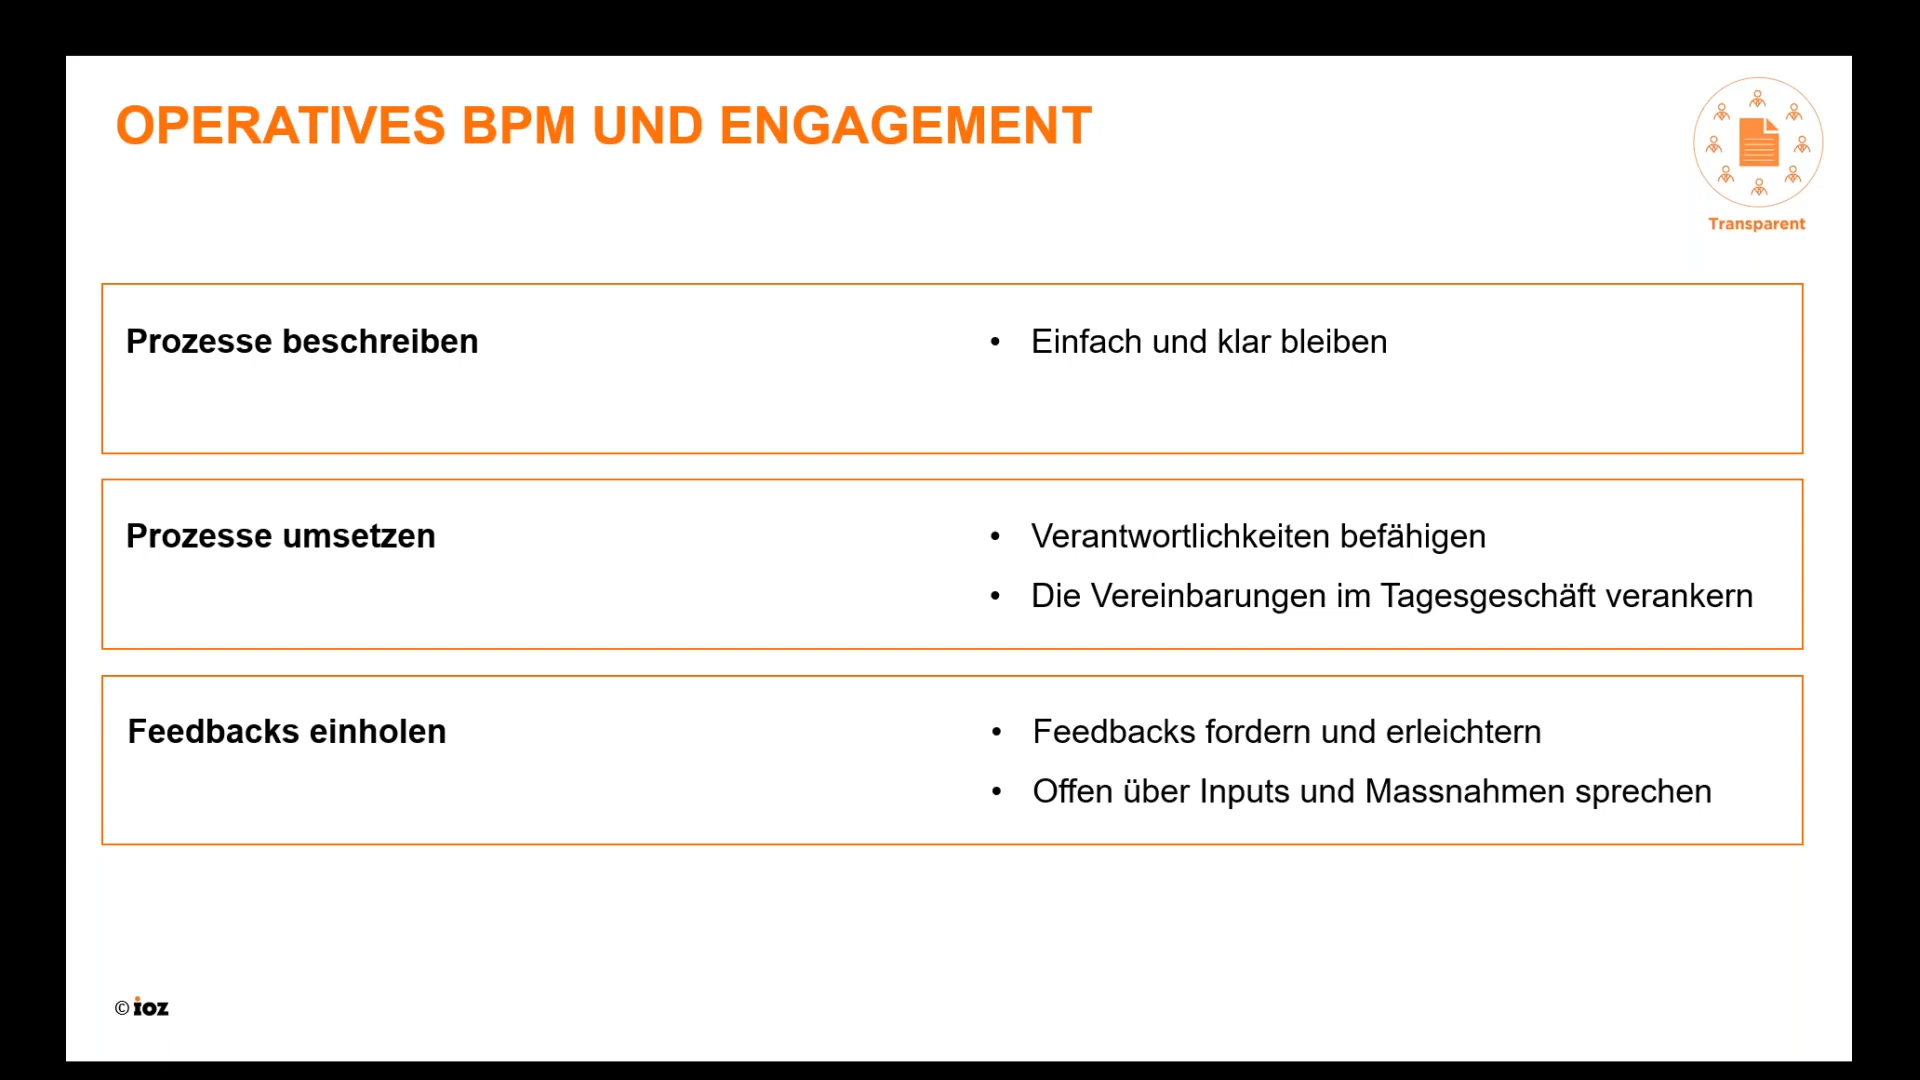 OPERATIVES BPM UND ENGAGEMENT
Transparent
Prozesse beschreiben
• Einfach und klar bleiben
Prozesse umsetzen
• Verantwortlichkeiten befähigen
• Die Vereinbarungen im Tagesgeschäft verankern
Feedbacks einholen
• Feedbacks fordern und erleichtern
• Offen über Inputs und Massnahmen sprechen
© ioz